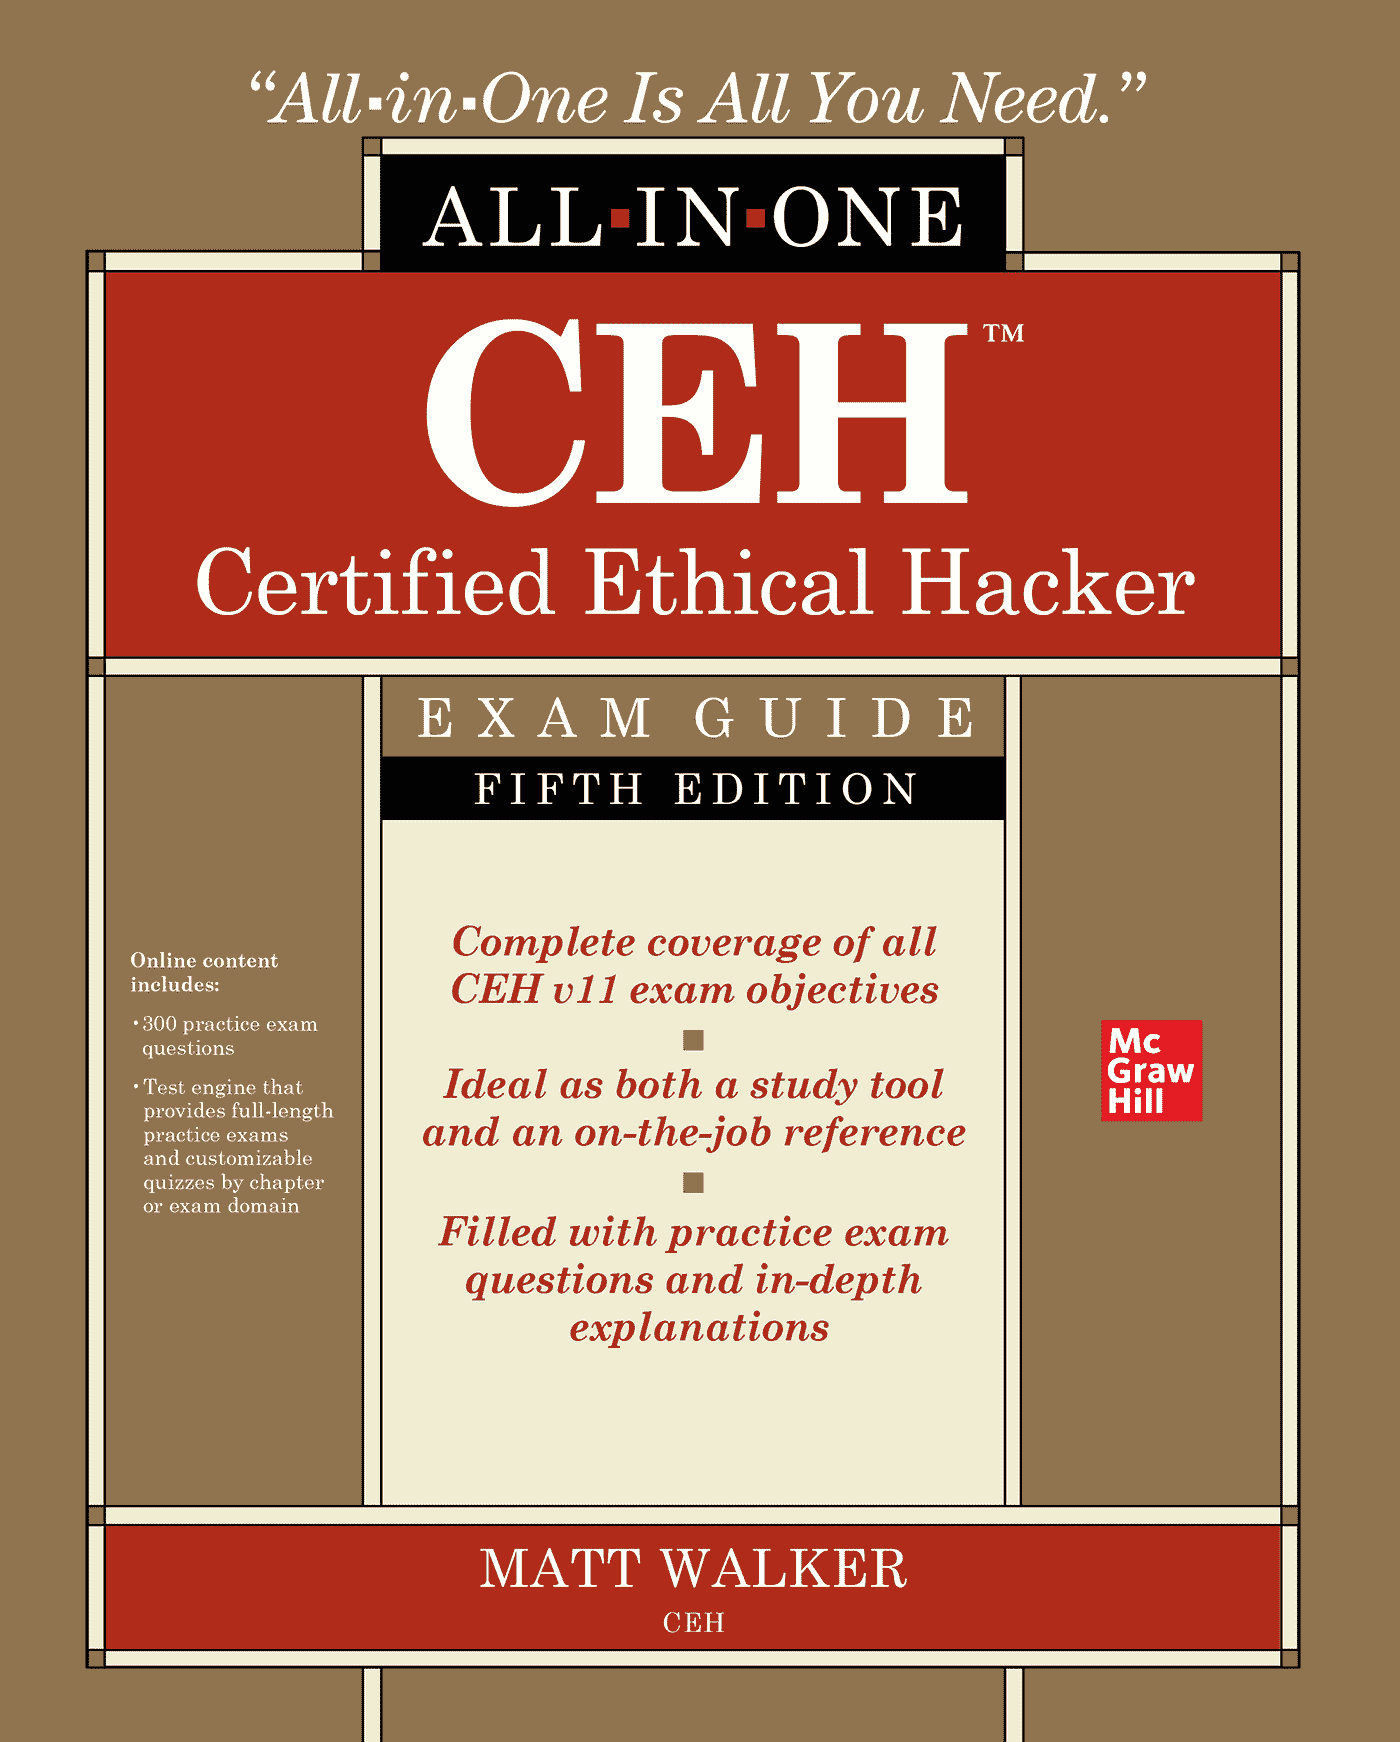 “All▪in▪One Is All You Need.”
ALL▪IN▪ONE
CEH™
Certified Ethical Hacker
EXAM GUIDE
FIFTH EDITION
Online content
includes:
• 300 practice exam
questions
• Test engine that
provides full-length
practice exams
and customizable
quizzes by chapter
or exam domain
Complete coverage of all
CEH v11 exam objectives
■
Ideal as both a study tool
and an on-the-job reference
■
Filled with practice exam
questions and in-depth
explanations
Mc
Graw
Hill
MATT WALKER
CEH